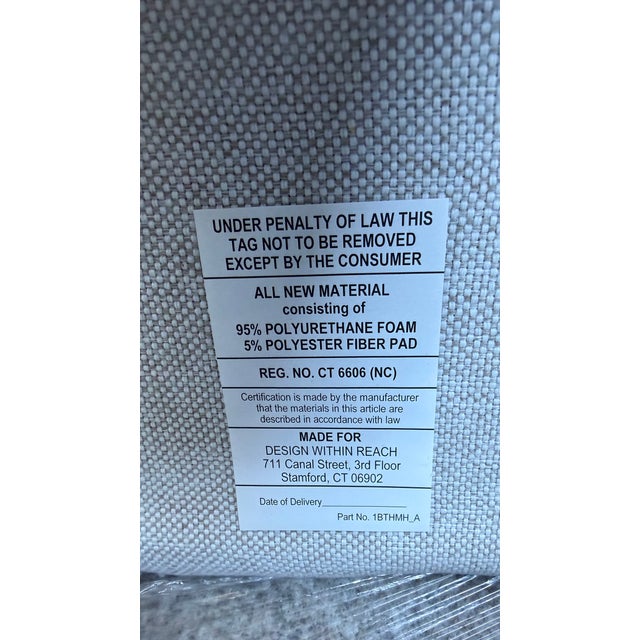 UNDER PENALTY OF LAW THIS
TAG NOT TO BE REMOVED
EXCEPT BY THE CONSUMER
ALL NEW MATERIAL
consisting of
95% POLYURETHANE FOAM
5% POLYESTER FIBER PAD
REG. NO. CT 6606 (NC)
Certification is made by the manufacturer
that the materials in this article are
described in accordance with law
MADE FOR
DESIGN WITHIN REACH
711 Canal Street, 3rd Floor
Stamford, CT 06902
Date of Delivery_______________
Part No. 1BTHMH_A